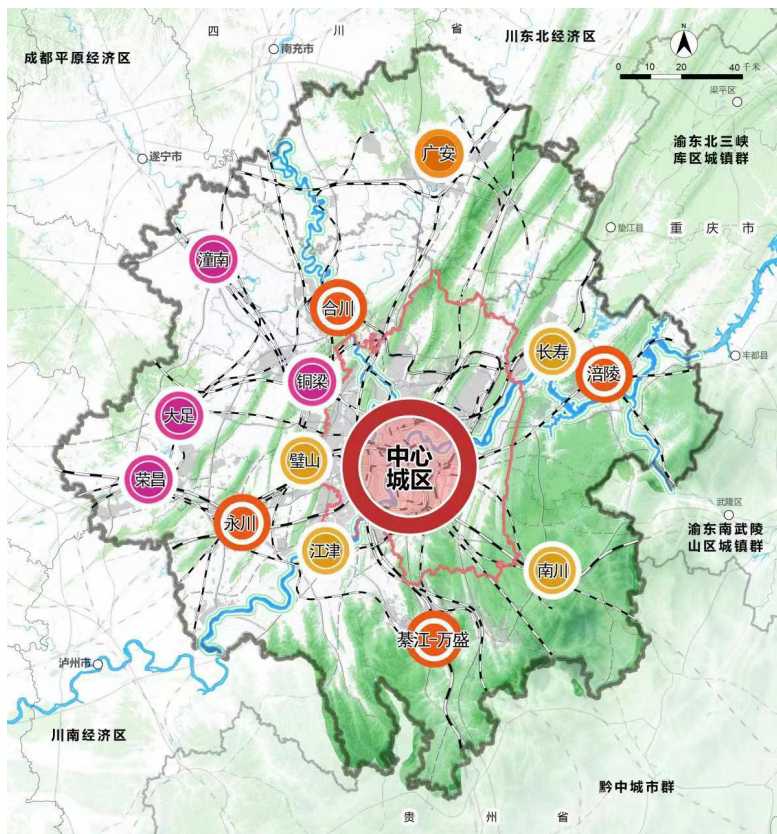 四 川 省
川东北经济区
成都平原经济区
南充市
N
0 10 20 40 千米
梁平区
广安
遂宁市
渝东北三峡
库区城镇群
垫江县
重 庆 市
潼南
合川
长寿
丰都县
涪陵
铜梁
大足
中心
城区
璧山
荣昌
武隆区
永川
渝东南武陵
山区城镇群
江津
南川
綦江-万盛
泸州市
川南经济区
黔中城市群
贵 州 省